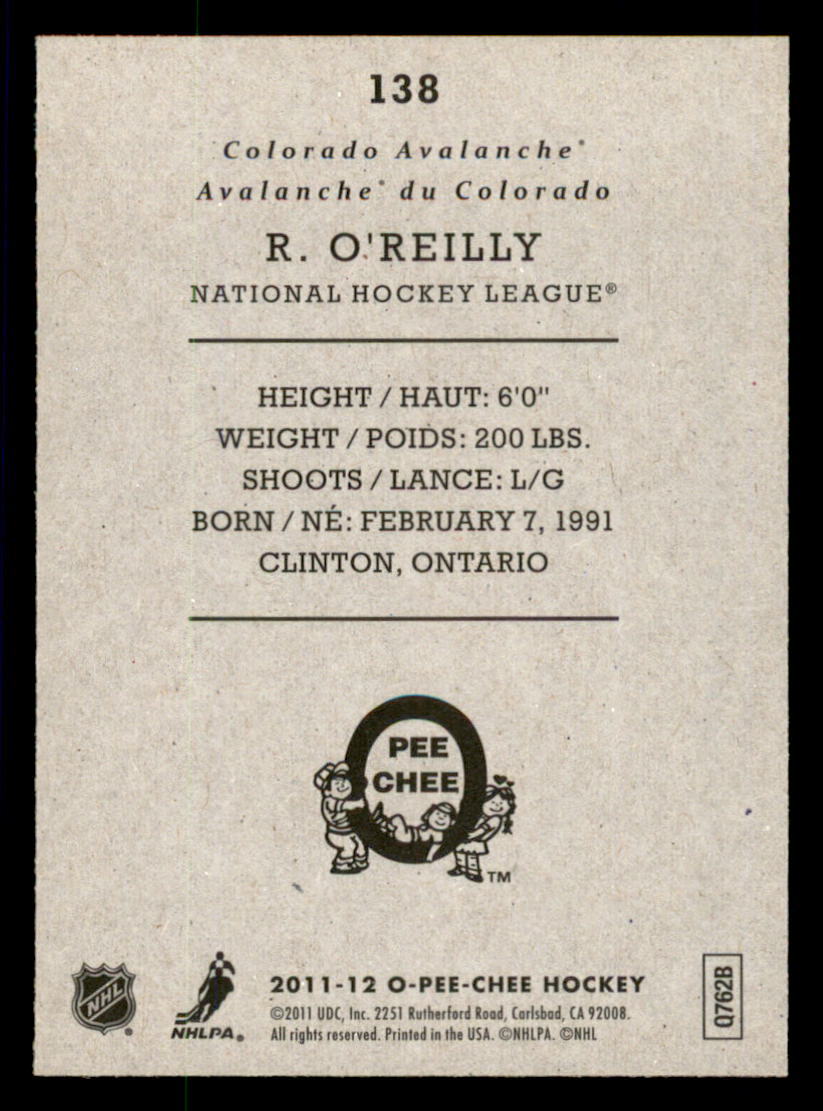 138
Colorado Avalanche®
Avalanche® du Colorado
R. O'REILLY
NATIONAL HOCKEY LEAGUE®
HEIGHT / HAUT: 6'0"
WEIGHT / POIDS: 200 LBS.
SHOOTS / LANCE: L/G
BORN / NÉ: FEBRUARY 7, 1991
CLINTON, ONTARIO
O
PEE
CHEE
TM
NHL®
NHLPA®
2011-12 O-PEE-CHEE HOCKEY
©2011 UDC, Inc. 2251 Rutherford Road, Carlsbad, CA 92008.
All rights reserved. Printed in the USA. ©NHLPA. ©NHL
Q762B